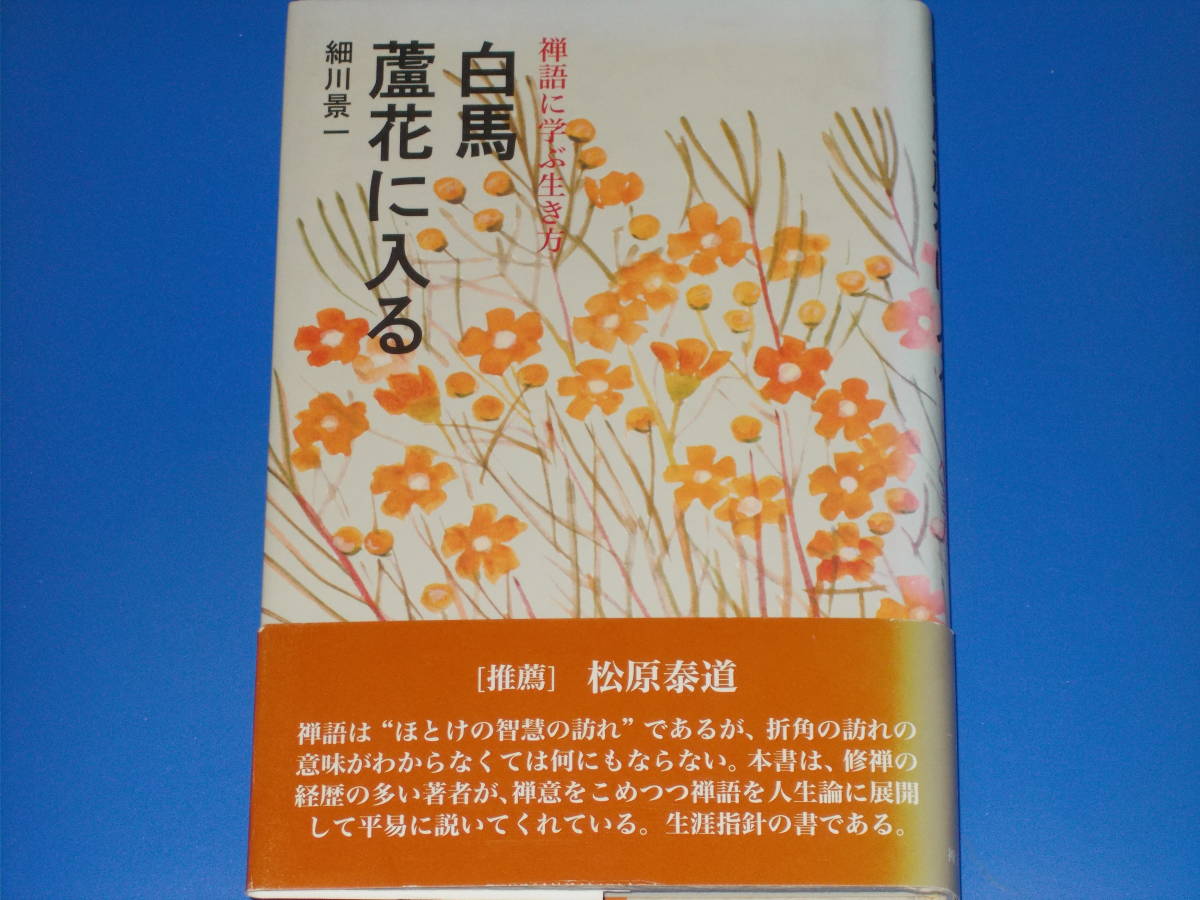 禅語に学ぶ生き方
白馬
蘆花に入る
細川景一
［推薦］ 松原泰道
禅語は“ほとけの智慧の訪れ”であるが、折角の訪れの
意味がわからなくては何にもならない。本書は、修禅の
経歴の多い著者が、禅意をこめつつ禅語を人生論に展開
して平易に説いてくれている。生涯指針の書である。